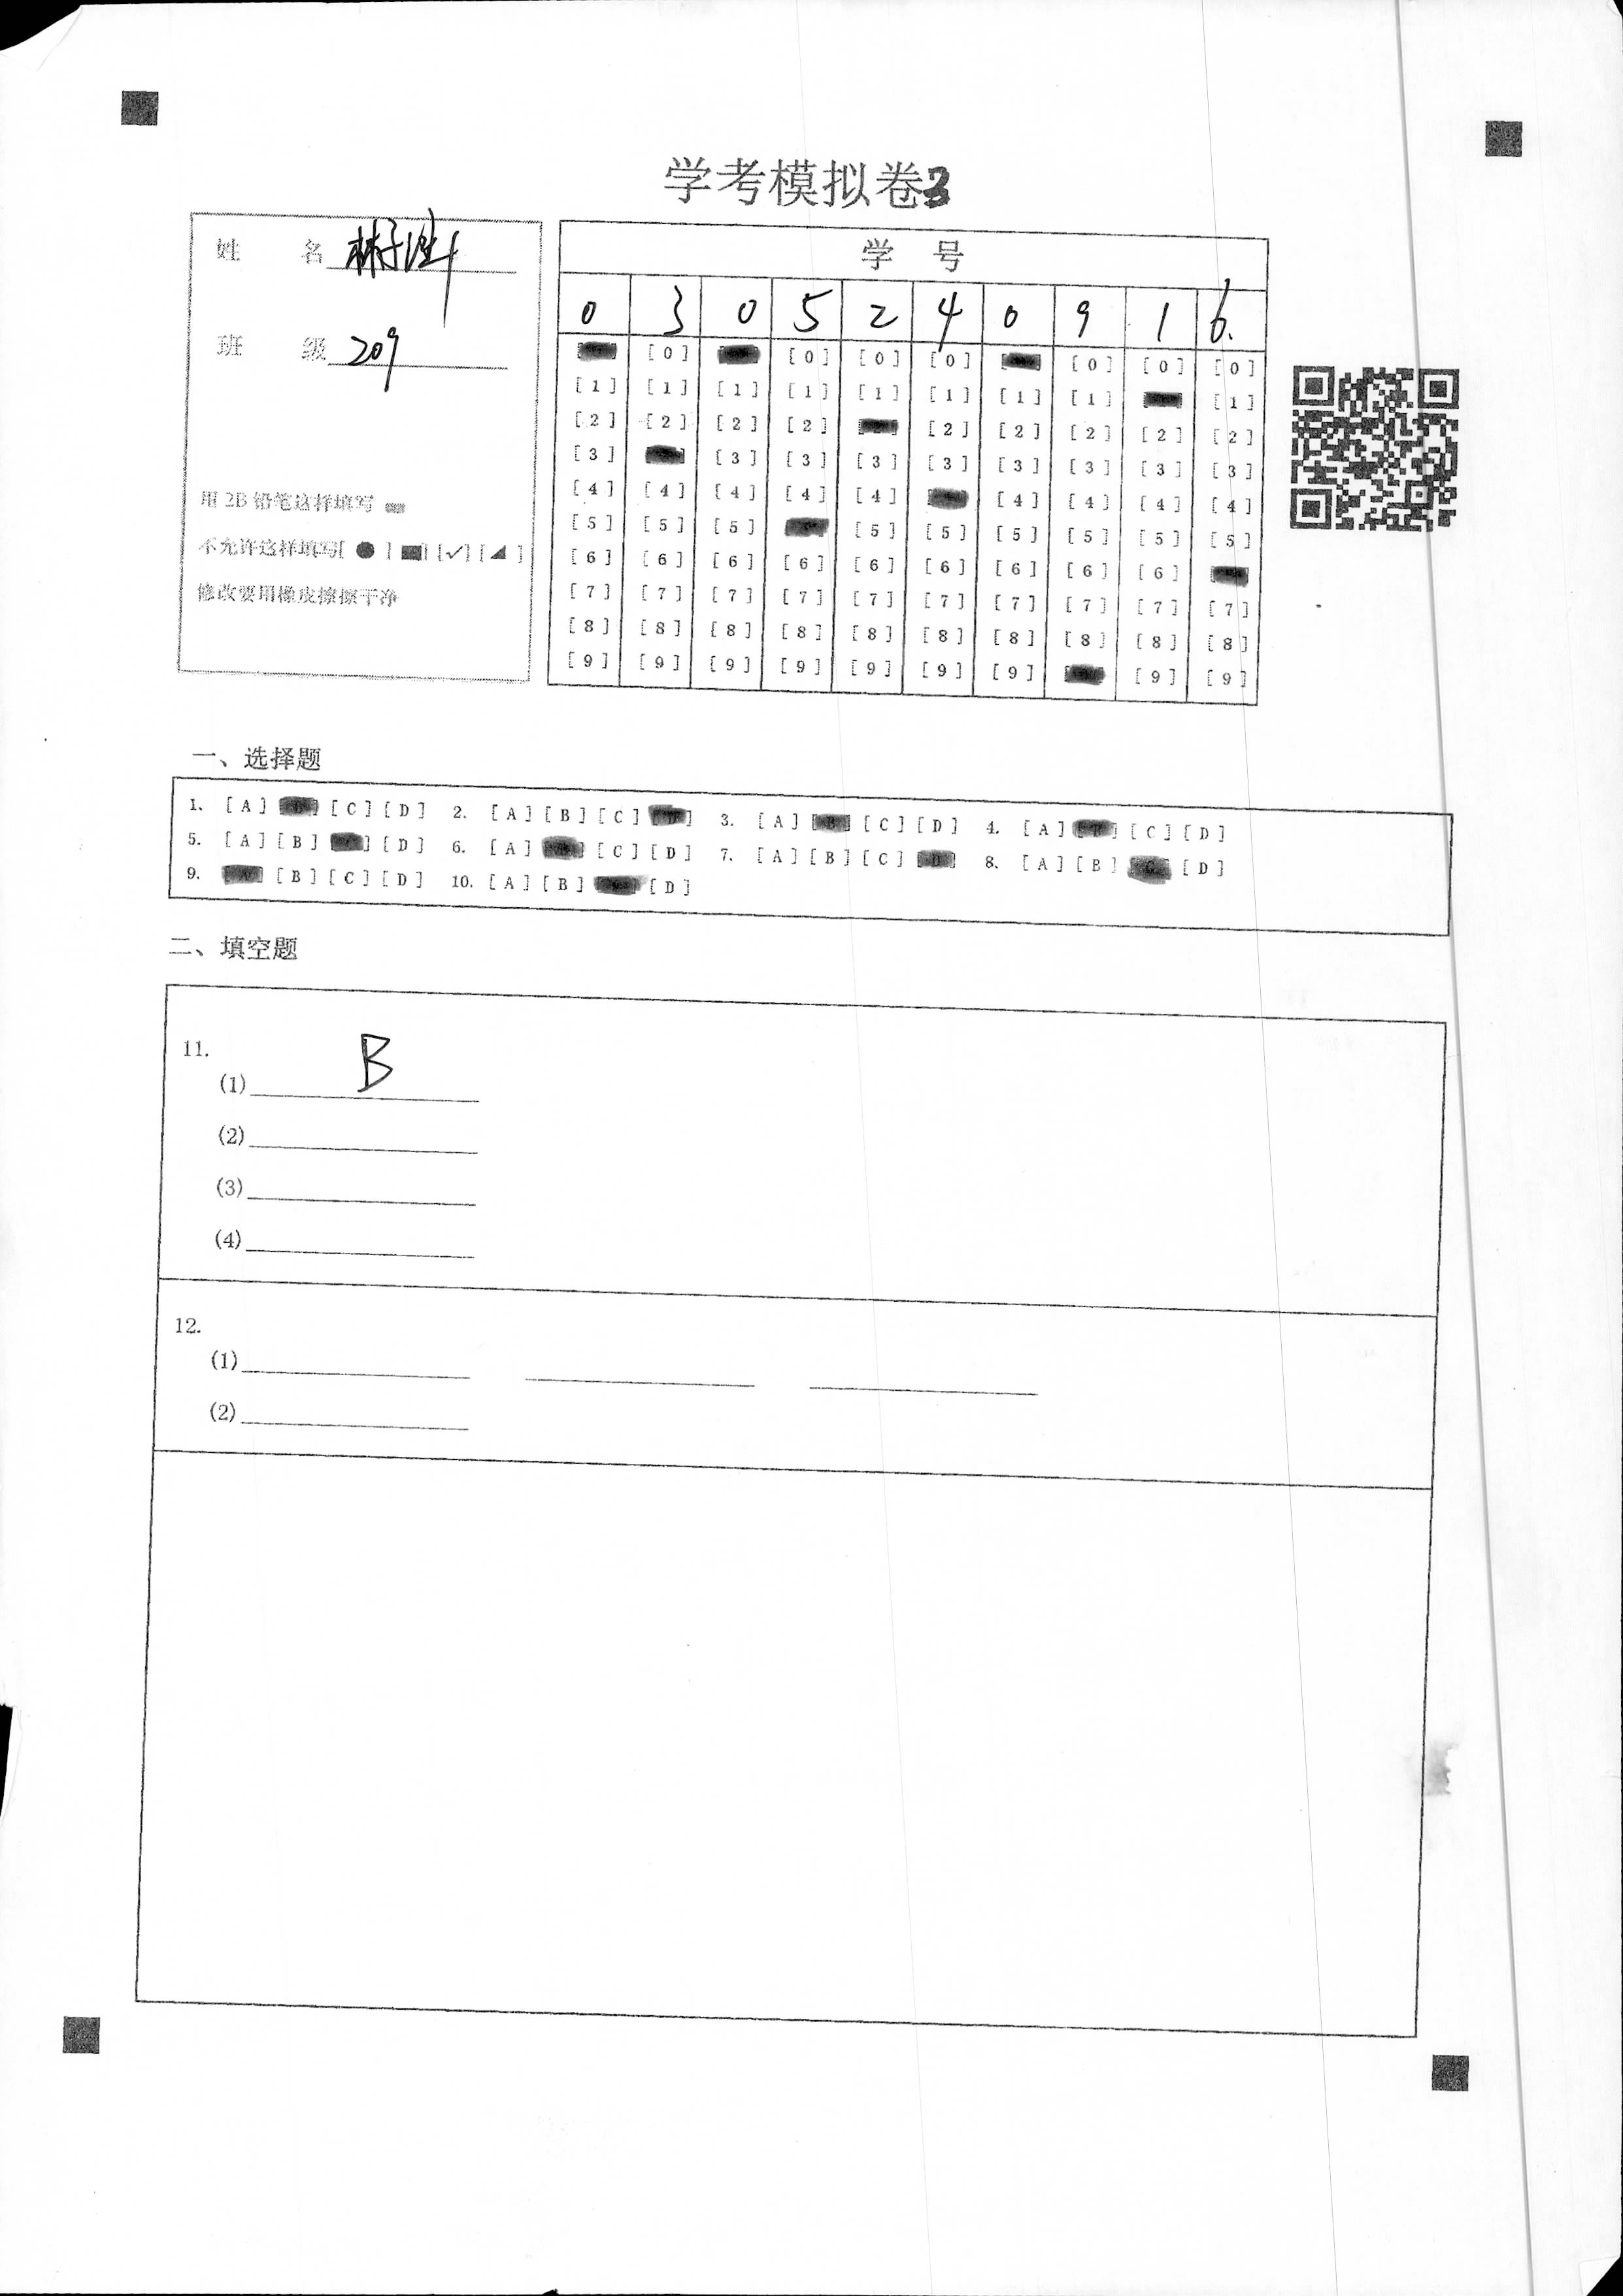 学考模拟卷3
姓 名 林子
班 级 209
用 2B 铅笔这样填写
不允许这样填写[ ● ] [■] [✓] [◢ ]
修改要用橡皮擦擦干净
学 号
0 3 0 5 2 4 0 9 1 6.
[0] [0] [0] [0] [0] [0] [0]
[1] [1] [1] [1] [1] [1] [1] [1] [1]
[2] [2] [2] [2] [2] [2] [2] [2] [2]
[3] [3] [3] [3] [3] [3] [3] [3] [3]
[4] [4] [4] [4] [4] [4] [4] [4] [4]
[5] [5] [5] [5] [5] [5] [5] [5] [5]
[6] [6] [6] [6] [6] [6] [6] [6] [6]
[7] [7] [7] [7] [7] [7] [7] [7] [7] [7]
[8] [8] [8] [8] [8] [8] [8] [8] [8] [8]
[9] [9] [9] [9] [9] [9] [9] [9] [9]
一、选择题
1. [A] [B] [C] [D] 2. [A] [B] [C] [D] 3. [A] [B] [C] [D] 4. [A] [B] [C] [D]
5. [A] [B] [C] [D] 6. [A] [B] [C] [D] 7. [A] [B] [C] [D] 8. [A] [B] [C] [D]
9. [A] [B] [C] [D] 10. [A] [B] [C] [D]
二、填空题
11.
(1) B
(2)
(3)
(4)
12.
(1)
(2)